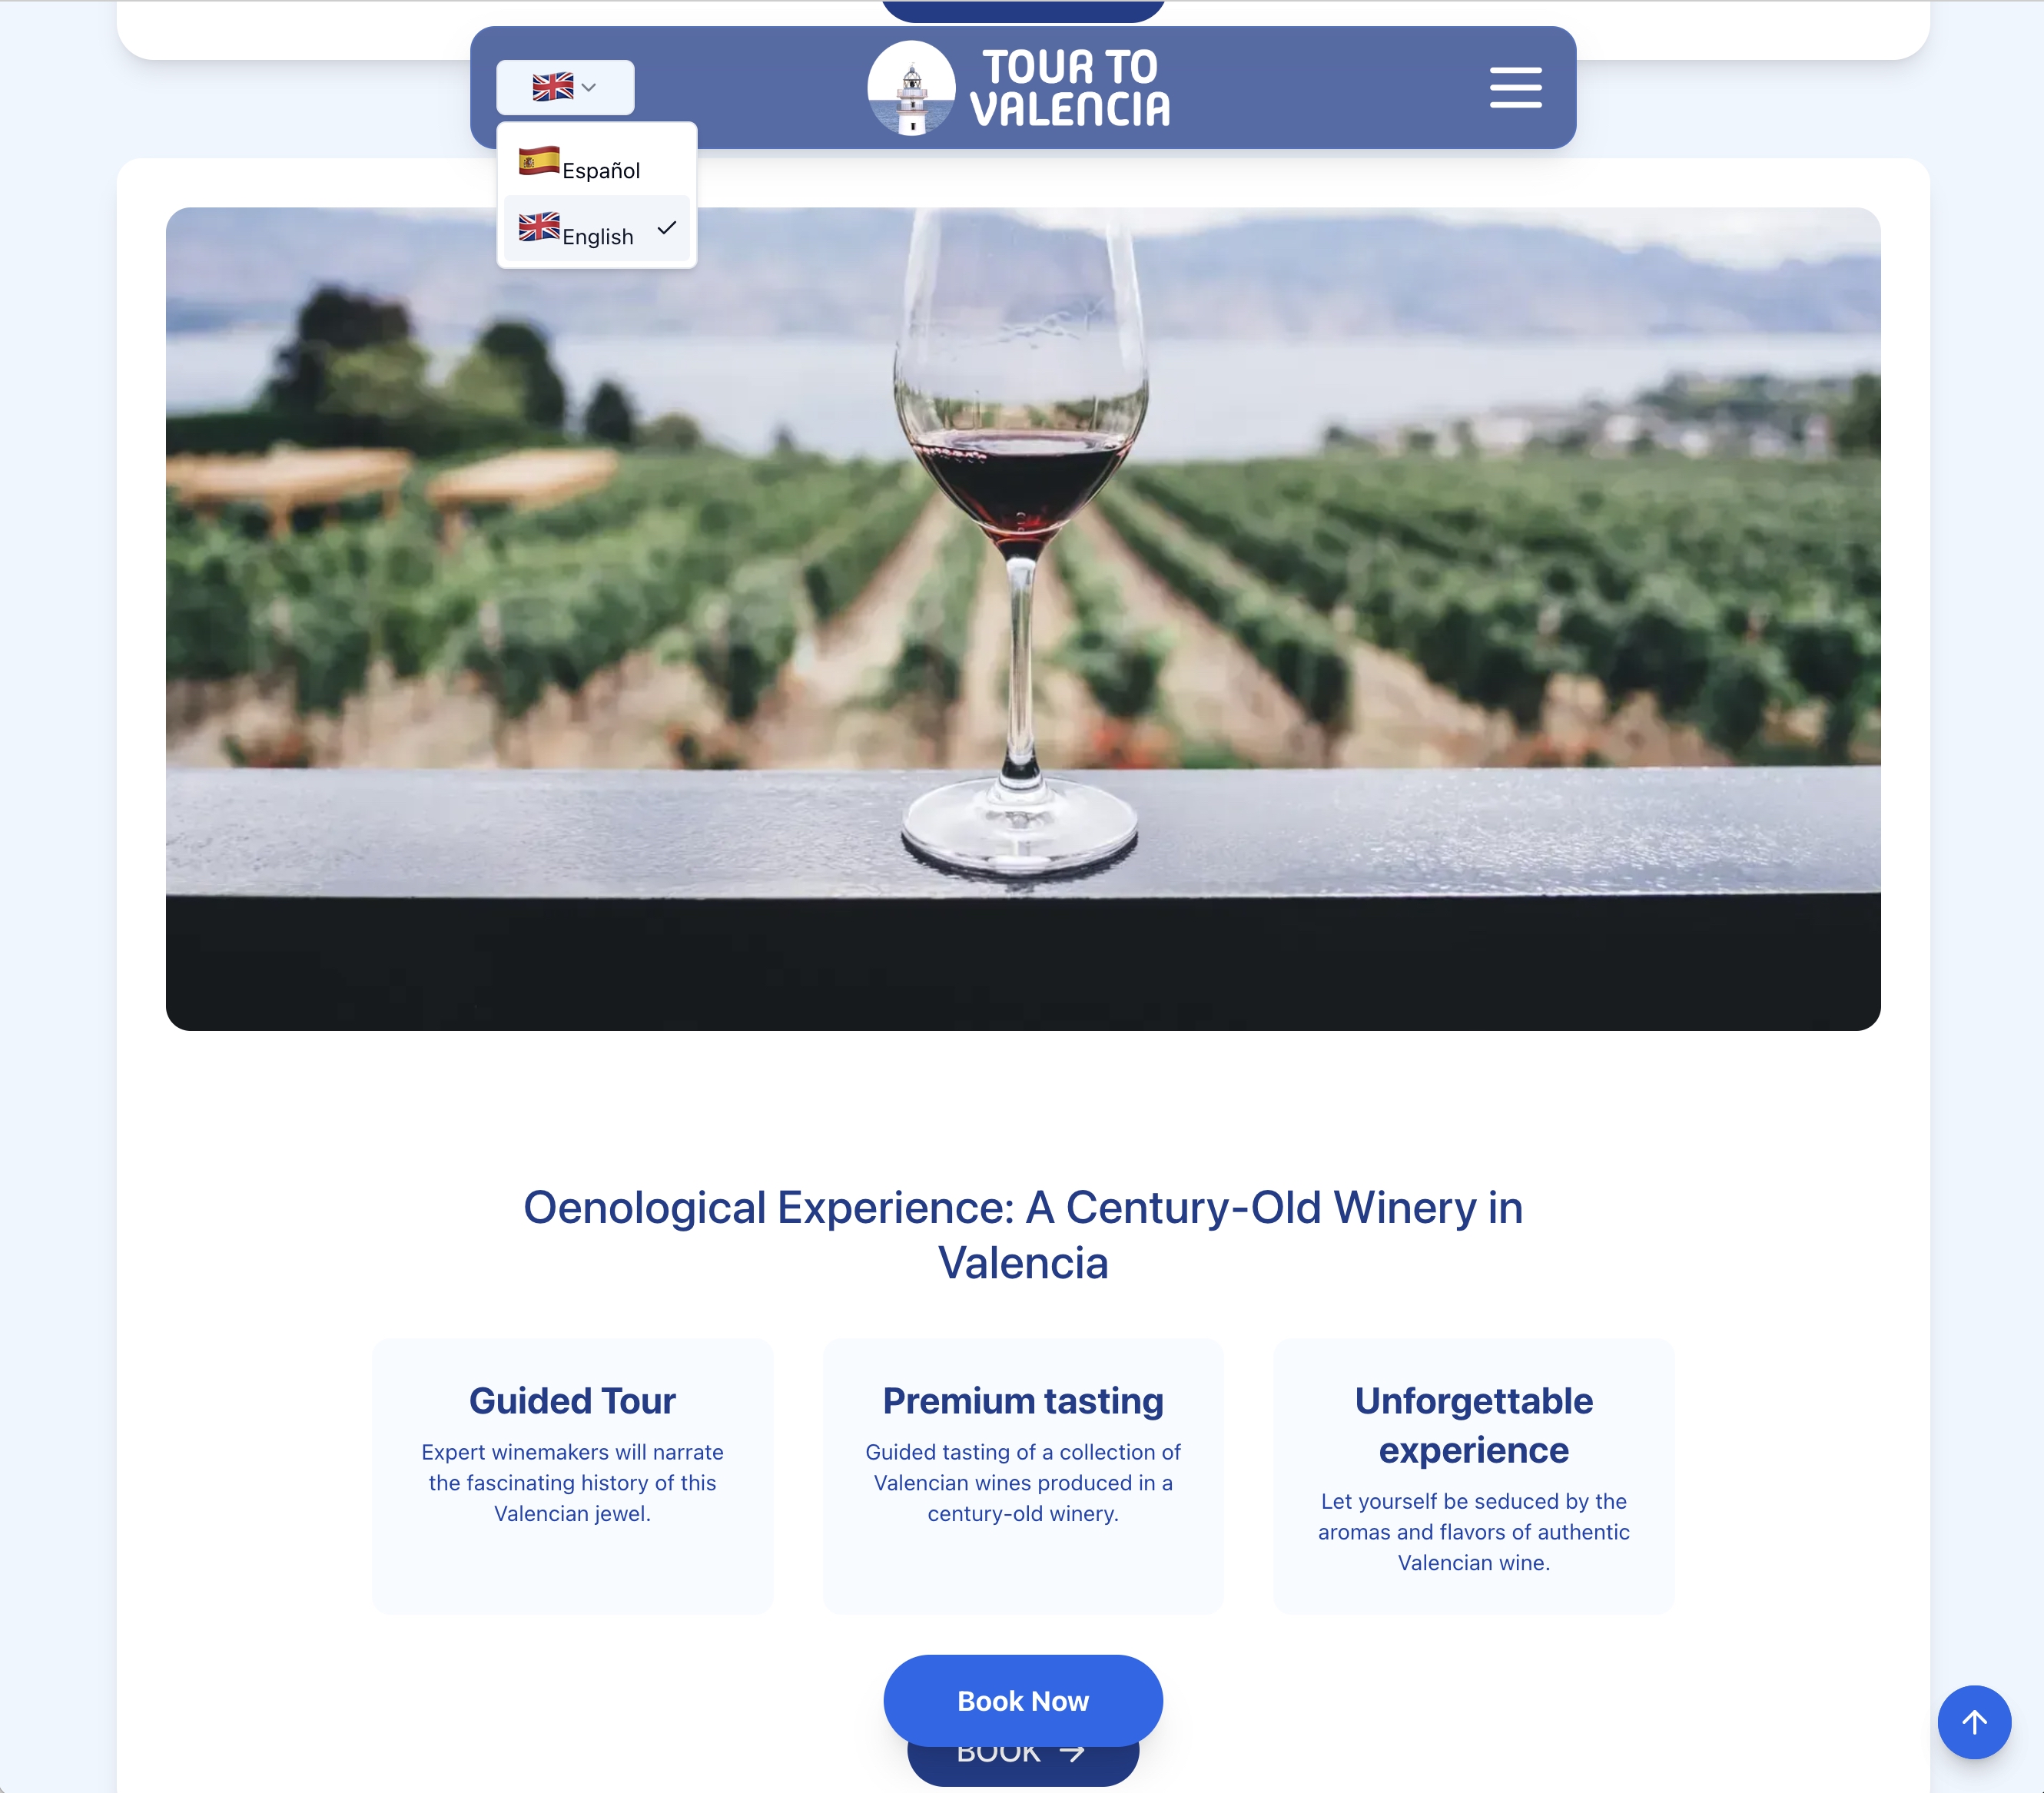 TOUR TO
VALENCIA
Español
English
Oenological Experience: A Century-Old Winery in
Valencia
Guided Tour
Expert winemakers will narrate
the fascinating history of this
Valencian jewel.
Premium tasting
Guided tasting of a collection of
Valencian wines produced in a
century-old winery.
Unforgettable
experience
Let yourself be seduced by the
aromas and flavors of authentic
Valencian wine.
Book Now
BOOK